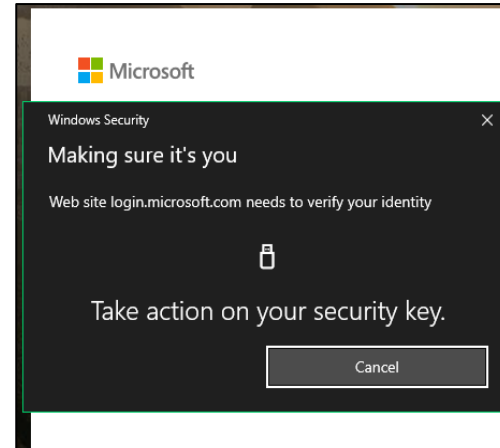 Microsoft
Windows Security
Making sure it's you
Web site login.microsoft.com needs to verify your identity
Take action on your security key.
Cancel